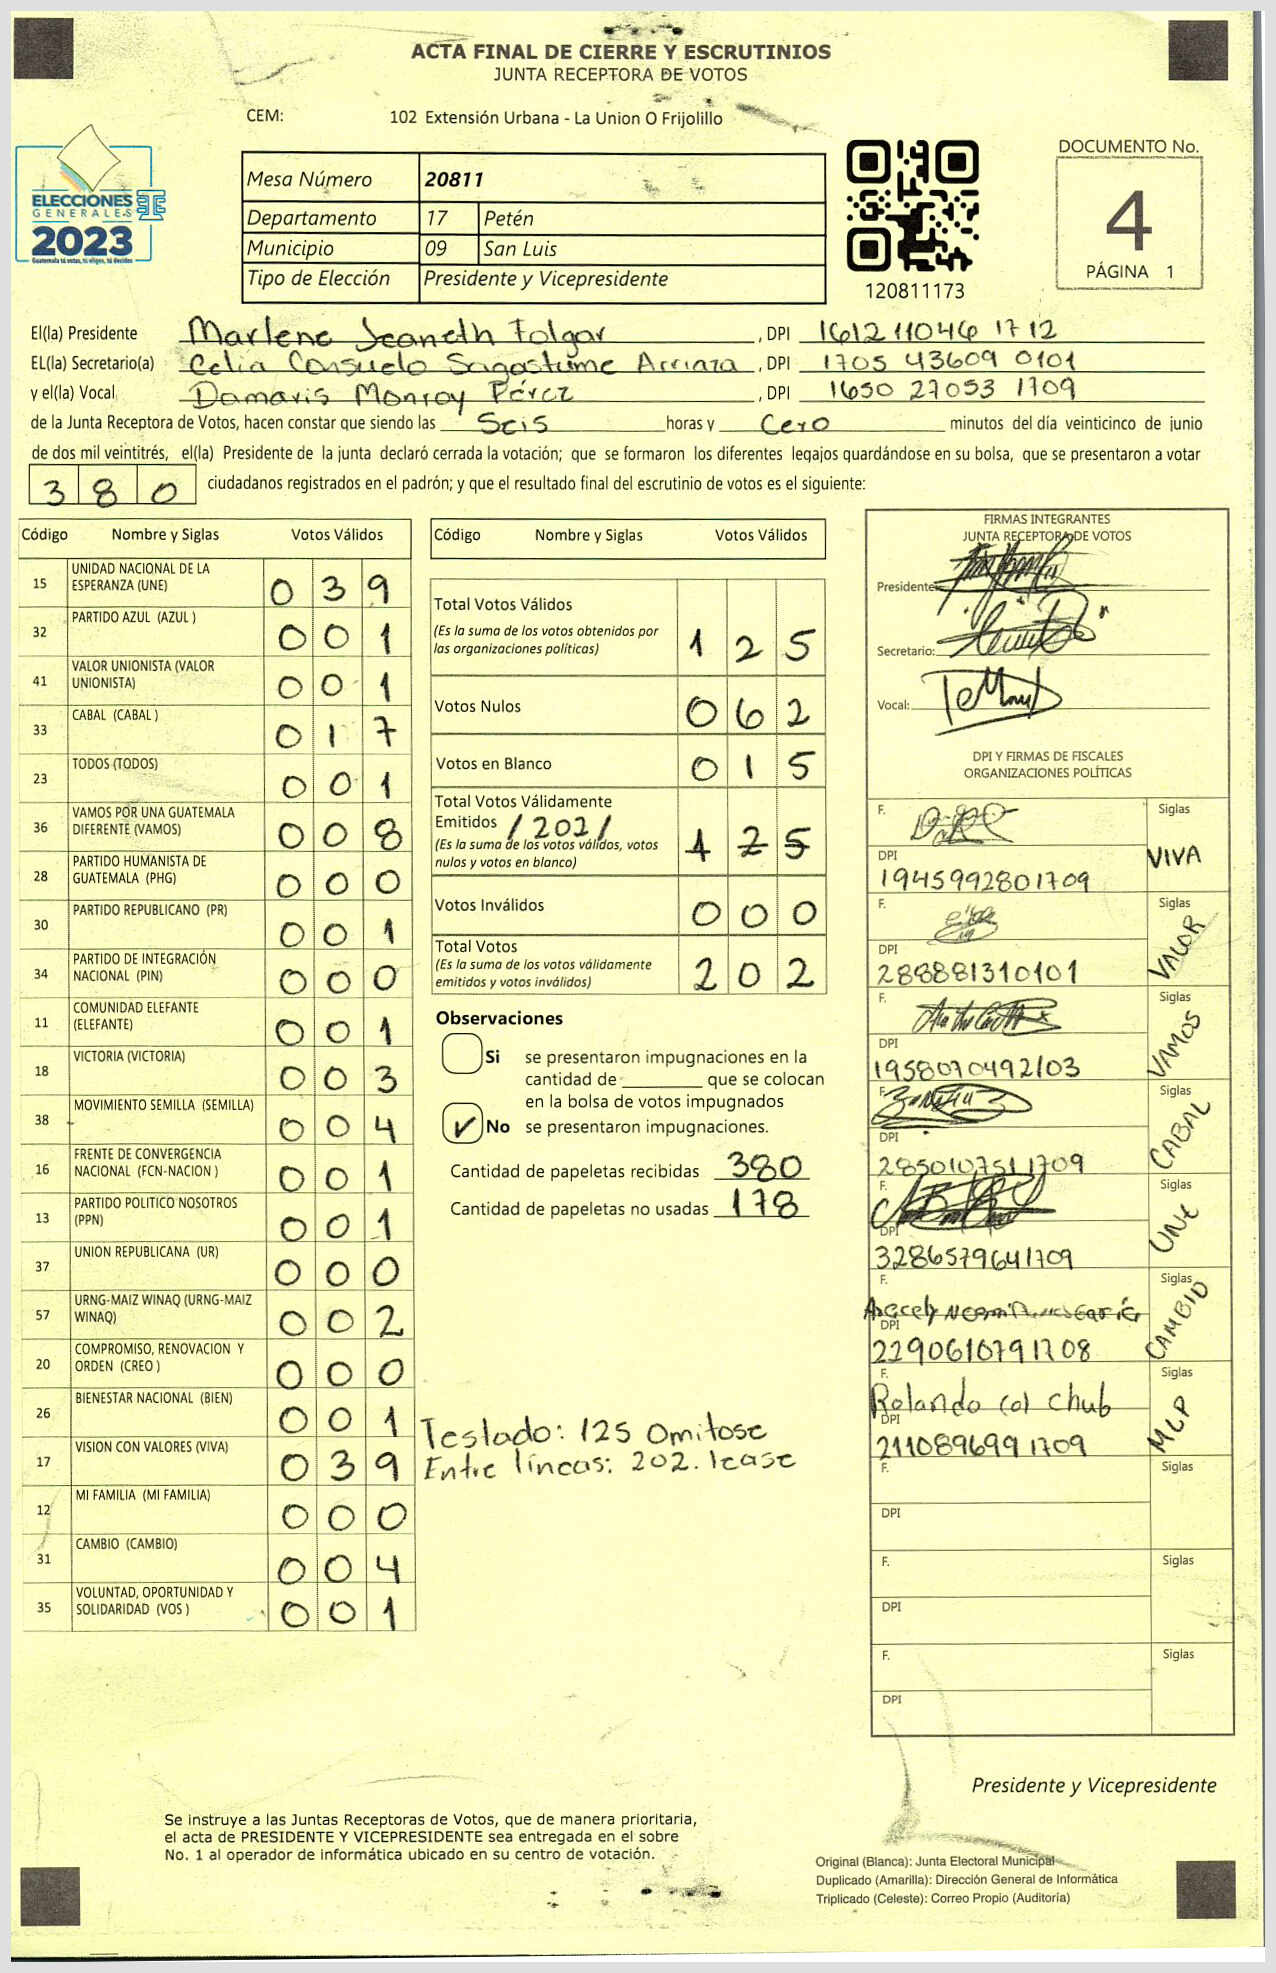 ACTA FINAL DE CIERRE Y ESCRUTINIOS
JUNTA RECEPTORA DE VOTOS
CEM: 102 Extensión Urbana - La Union O Frijolillo
ELECCIONES
GENERALES
2023
Guatemala tú votas, tú eliges, tú decides
Mesa Número 20811
Departamento 17 Petén
Municipio 09 San Luis
Tipo de Elección Presidente y Vicepresidente
120811173
DOCUMENTO No.
4
PÁGINA 1
El(la) Presidente Marlene Jeaneth Folgar, DPI 1612 11046 1712
EL(la) Secretario(a) Celia Consuelo Sagastume Arriaza, DPI 1705 43609 0101
y el(la) Vocal Damaris Monroy Pérez, DPI 1650 27053 1709
de la Junta Receptora de Votos, hacen constar que siendo las Seis horas y Cero minutos del día veinticinco de junio
de dos mil veintitrés, el(la) Presidente de la junta declaró cerrada la votación; que se formaron los diferentes legajos quardándose en su bolsa, que se presentaron a votar
380 ciudadanos registrados en el padrón; y que el resultado final del escrutinio de votos es el siguiente:
Código Nombre y Siglas Votos Válidos
15 UNIDAD NACIONAL DE LA ESPERANZA (UNE) 039
32 PARTIDO AZUL (AZUL ) 001
41 VALOR UNIONISTA (VALOR UNIONISTA) 001
33 CABAL (CABAL ) 017
23 TODOS (TODOS) 001
36 VAMOS POR UNA GUATEMALA DIFERENTE (VAMOS) 008
28 PARTIDO HUMANISTA DE GUATEMALA (PHG) 000
30 PARTIDO REPUBLICANO (PR) 001
34 PARTIDO DE INTEGRACIÓN NACIONAL (PIN) 000
11 COMUNIDAD ELEFANTE (ELEFANTE) 001
18 VICTORIA (VICTORIA) 003
38 MOVIMIENTO SEMILLA (SEMILLA) 004
16 FRENTE DE CONVERGENCIA NACIONAL (FCN-NACION ) 001
13 PARTIDO POLITICO NOSOTROS (PPN) 001
37 UNION REPUBLICANA (UR) 000
57 URNG-MAIZ WINAQ (URNG-MAIZ WINAQ) 002
20 COMPROMISO, RENOVACION Y ORDEN (CREO ) 000
26 BIENESTAR NACIONAL (BIEN) 001
17 VISION CON VALORES (VIVA) 039
12 MI FAMILIA (MI FAMILIA) 000
31 CAMBIO (CAMBIO) 004
35 VOLUNTAD, OPORTUNIDAD Y SOLIDARIDAD (VOS ) 001
Código Nombre y Siglas Votos Válidos
Total Votos Válidos 125
(Es la suma de los votos obtenidos por
las organizaciones politicas)
Votos Nulos 062
Votos en Blanco 015
Total Votos Válidamente
Emitidos /202/ 125
(Es la suma de los votos válidos, votos
nulos y votos en blanco)
Votos Inválidos 000
Total Votos 202
(Es la suma de los votos válidamente
emitidos y votos inválidos)
Observaciones
Si se presentaron impugnaciones en la
cantidad de ________ que se colocan
en la bolsa de votos impugnados
✓ No se presentaron impugnaciones.
Cantidad de papeletas recibidas 380
Cantidad de papeletas no usadas 178
Teslado: 125 Omitose
Entre líneas: 202. lease
FIRMAS INTEGRANTES
JUNTA RECEPTORA DE VOTOS
Presidente:
Secretario:
Vocal:
DPI Y FIRMAS DE FISCALES
ORGANIZACIONES POLÍTICAS
F. Siglas
DPI VIVA
1945992801709
F. Siglas
DPI VALOR
288881310101
F. Siglas
DPI VAMOS
1958070492103
F. Siglas
DPI CABAL
2850107511709
F. Siglas
DPI UNE
3286579641709
F. Siglas
Aracely
DPI CAMBIO
2290610791708
F. Siglas
Rolando Col Chub
DPI MLP
2110896991709
F. Siglas
DPI
F. Siglas
DPI
F. Siglas
DPI
Presidente y Vicepresidente
Se instruye a las Juntas Receptoras de Votos, que de manera prioritaria,
el acta de PRESIDENTE Y VICEPRESIDENTE sea entregada en el sobre
No. 1 al operador de informática ubicado en su centro de votación.
Original (Blanca): Junta Electoral Municipal
Duplicado (Amarilla): Dirección General de Informática
Triplicado (Celeste): Correo Propio (Auditoría)